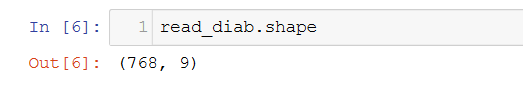 In [6]: 1 read_diab.shape
Out[6]: (768, 9)